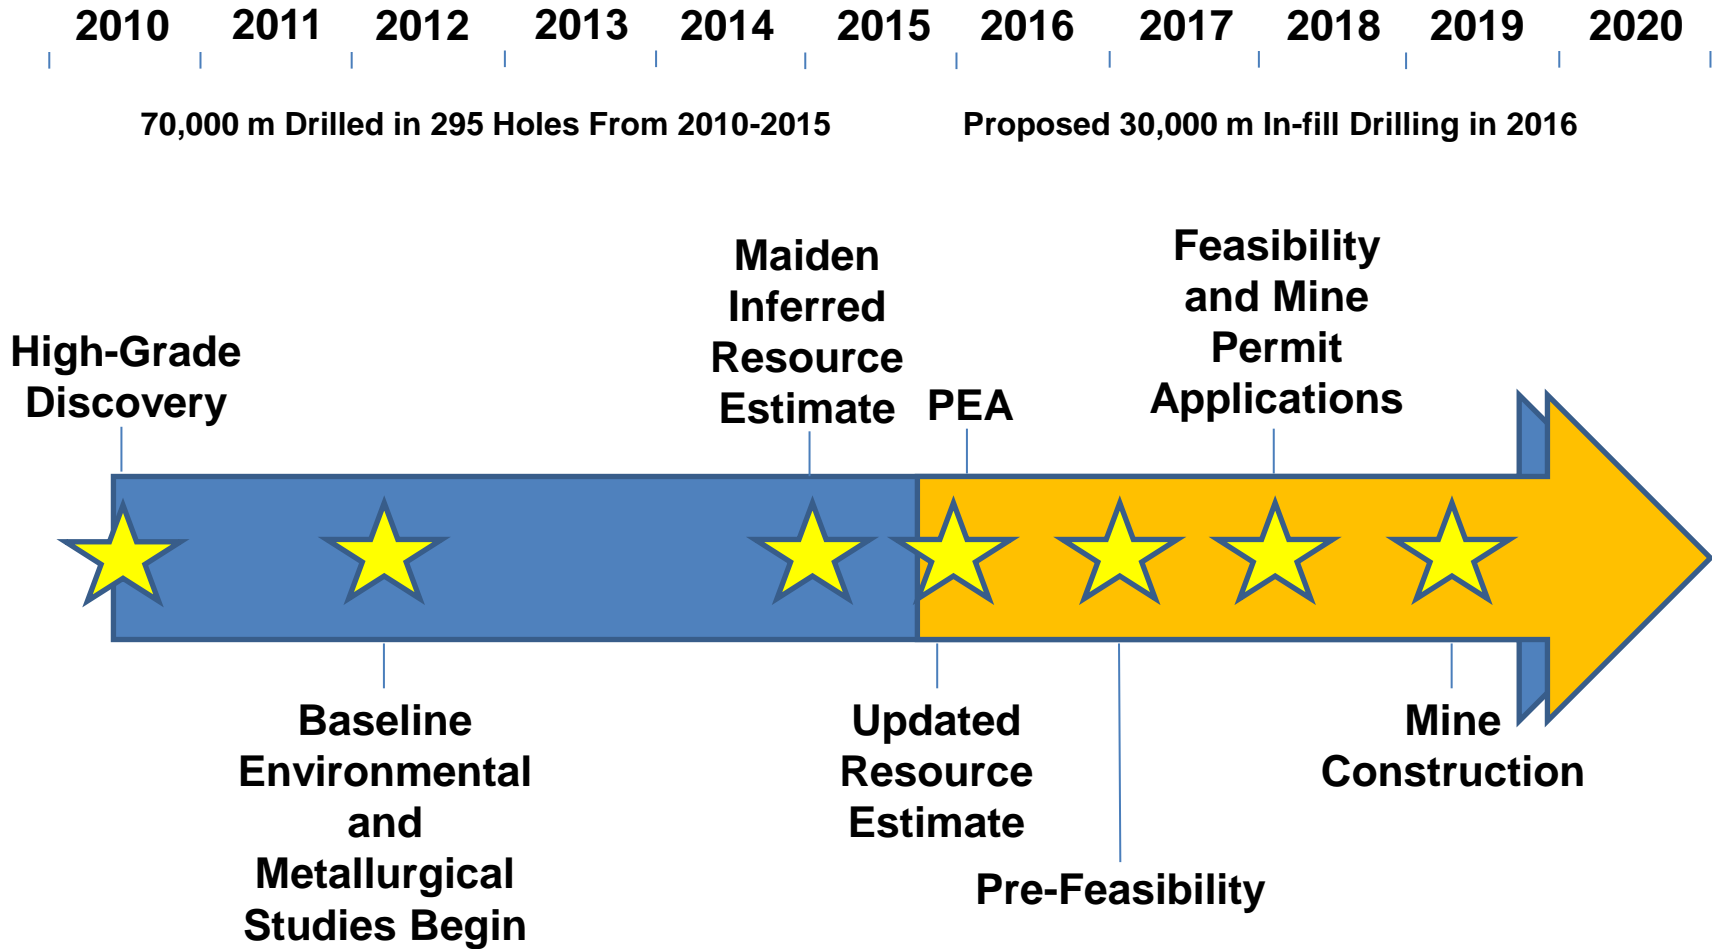 2010 2011 2012 2013 2014 2015 2016 2017 2018 2019 2020
70,000 m Drilled in 295 Holes From 2010-2015
Proposed 30,000 m In-fill Drilling in 2016
High-Grade
Discovery
Maiden
Inferred
Resource
Estimate
PEA
Feasibility
and Mine
Permit
Applications
Baseline
Environmental
and
Metallurgical
Studies Begin
Updated
Resource
Estimate
Pre-Feasibility
Mine
Construction